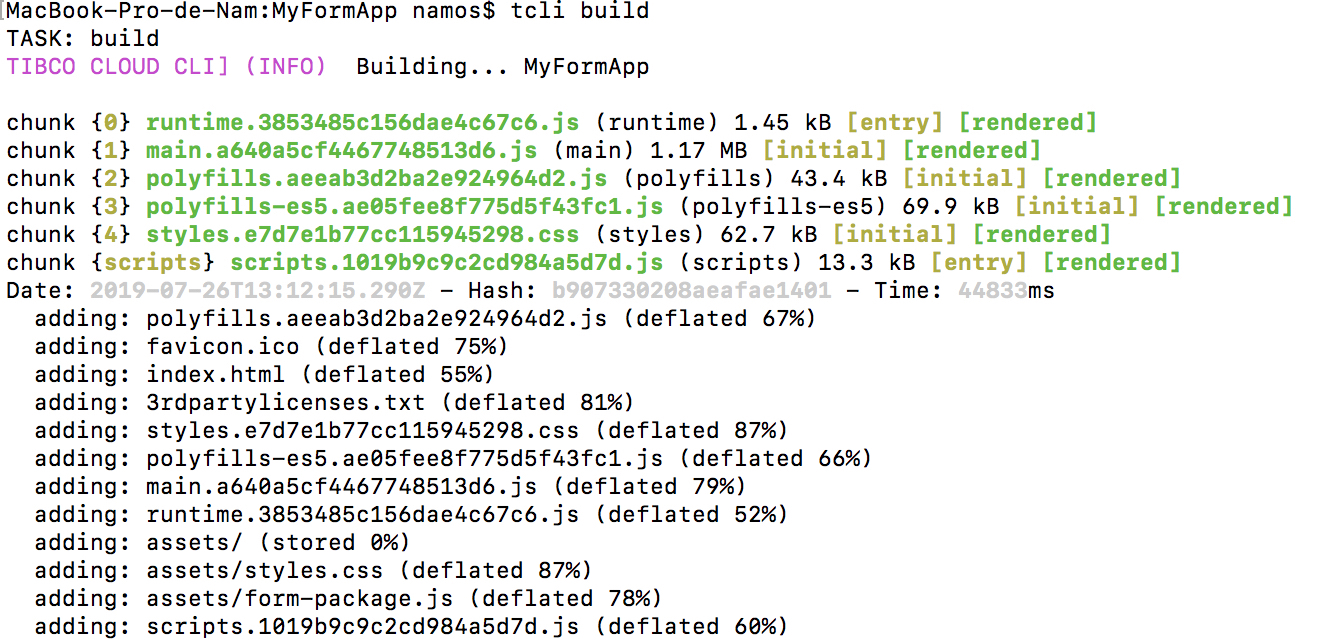 MacBook-Pro-de-Nam:MyFormApp namos$ tcli build
TASK: build
TIBCO CLOUD CLI] (INFO)  Building... MyFormApp
chunk {0} runtime.3853485c156dae4c67c6.js (runtime) 1.45 kB [entry] [rendered]
chunk {1} main.a640a5cf4467748513d6.js (main) 1.17 MB [initial] [rendered]
chunk {2} polyfills.aeeab3d2ba2e924964d2.js (polyfills) 43.4 kB [initial] [rendered]
chunk {3} polyfills-es5.ae05fee8f775d5f43fc1.js (polyfills-es5) 69.9 kB [initial] [rendered]
chunk {4} styles.e7d7e1b77cc115945298.css (styles) 62.7 kB [initial] [rendered]
chunk {scripts} scripts.1019b9c9c2cd984a5d7d.js (scripts) 13.3 kB [entry] [rendered]
Date: 2019-07-26T13:12:15.290Z - Hash: b907330208aeafae1401 - Time: 44833ms
  adding: polyfills.aeeab3d2ba2e924964d2.js (deflated 67%)
  adding: favicon.ico (deflated 75%)
  adding: index.html (deflated 55%)
  adding: 3rdpartylicenses.txt (deflated 81%)
  adding: styles.e7d7e1b77cc115945298.css (deflated 87%)
  adding: polyfills-es5.ae05fee8f775d5f43fc1.js (deflated 66%)
  adding: main.a640a5cf4467748513d6.js (deflated 79%)
  adding: runtime.3853485c156dae4c67c6.js (deflated 52%)
  adding: assets/ (stored 0%)
  adding: assets/styles.css (deflated 87%)
  adding: assets/form-package.js (deflated 78%)
  adding: scripts.1019b9c9c2cd984a5d7d.js (deflated 60%)